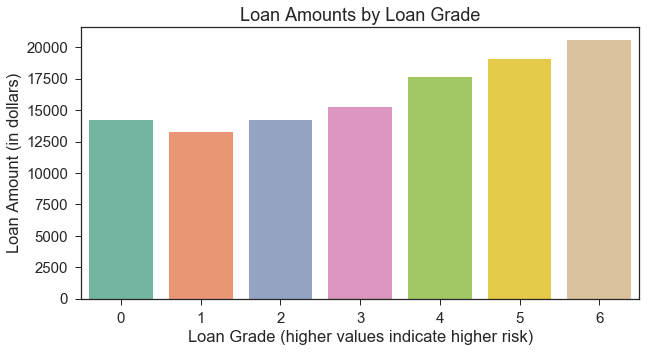 Loan Amounts by Loan Grade
Loan Amount (in dollars)
20000
17500
15000
12500
10000
7500
5000
2500
0
0 1 2 3 4 5 6
Loan Grade (higher values indicate higher risk)